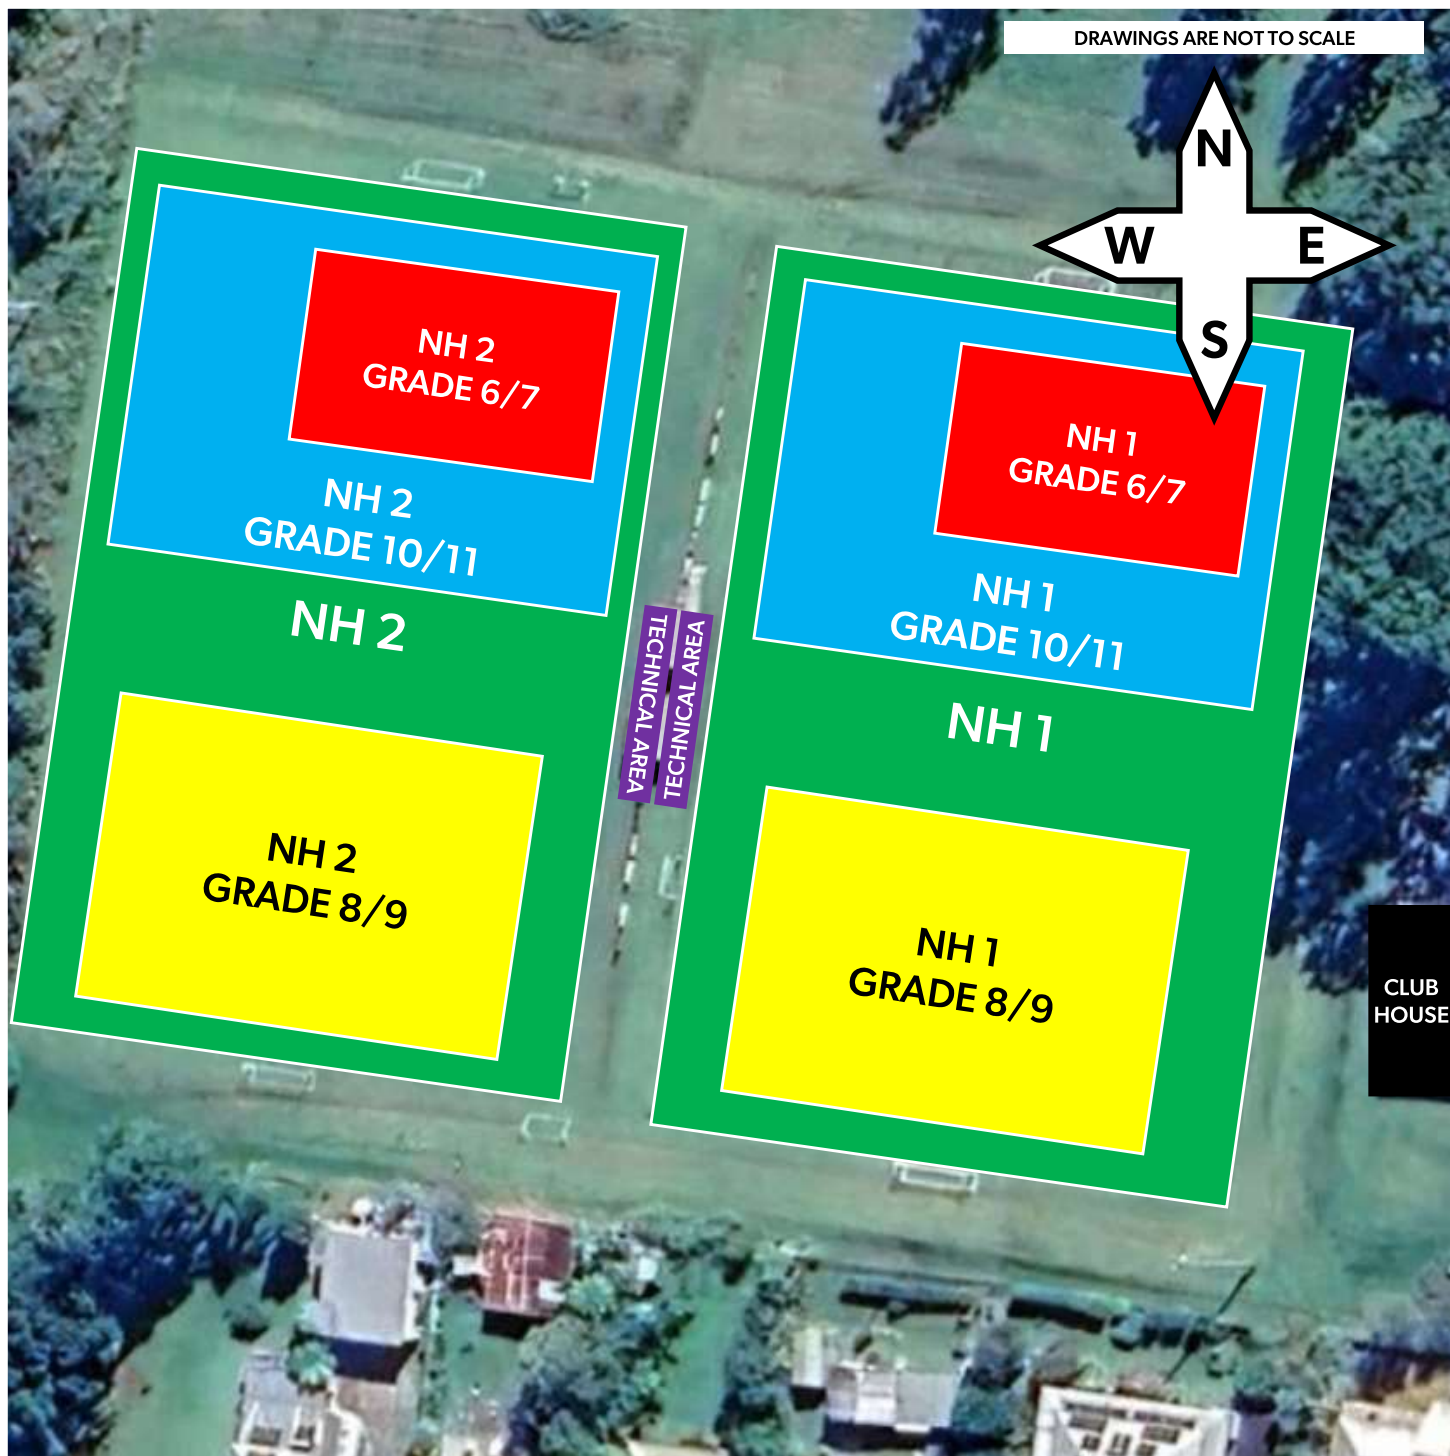 DRAWINGS ARE NOT TO SCALE
N
W E
S
NH 2
GRADE 6/7
NH 2
GRADE 10/11
NH 2
NH 2
GRADE 8/9
TECHNICAL AREA
TECHNICAL AREA
NH 1
GRADE 6/7
NH 1
GRADE 10/11
NH 1
NH 1
GRADE 8/9
CLUB
HOUSE